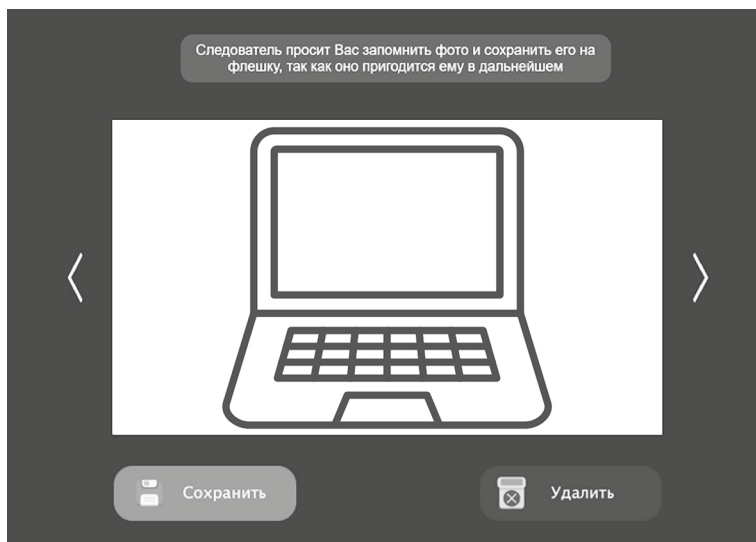 Следователь просит Вас запомнить фото и сохранить его на
флешку, так как оно пригодится ему в дальнейшем
Сохранить
Удалить